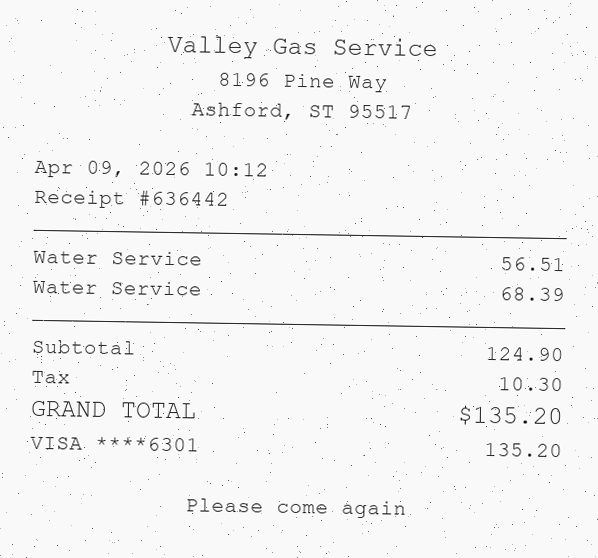 Valley Gas Service
8196 Pine Way
Ashford, ST 95517
Apr 09, 2026 10:12
Receipt #636442
Water Service 56.51
Water Service 68.39
Subtotal 124.90
Tax 10.30
GRAND TOTAL $135.20
VISA ****6301 135.20
Please come again